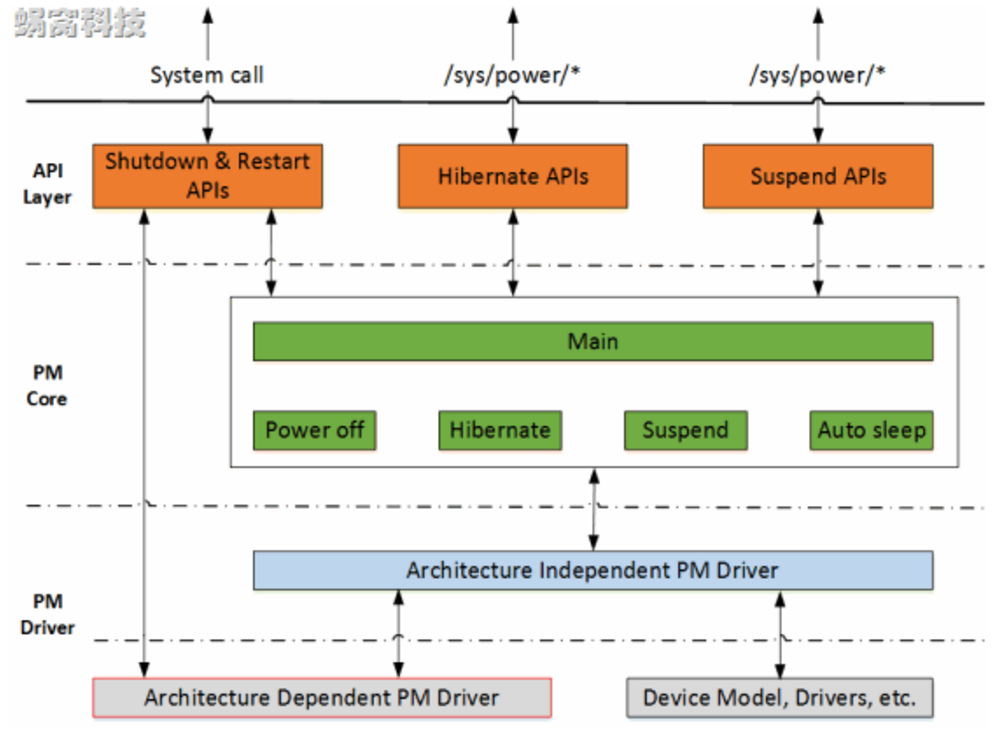 蜗窝科技
System call
/sys/power/*
/sys/power/*
API
Layer
Shutdown & Restart
APIs
Hibernate APIs
Suspend APIs
PM
Core
Main
Power off
Hibernate
Suspend
Auto sleep
PM
Driver
Architecture Independent PM Driver
Architecture Dependent PM Driver
Device Model, Drivers, etc.